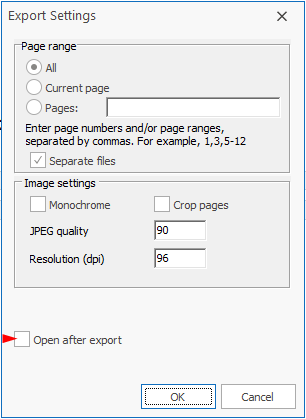 Export Settings
Page range
All
Current page
Pages:
Enter page numbers and/or page ranges,
separated by commas. For example, 1,3,5-12
Separate files
Image settings
Monochrome Crop pages
JPEG quality 90
Resolution (dpi) 96
Open after export
OK Cancel